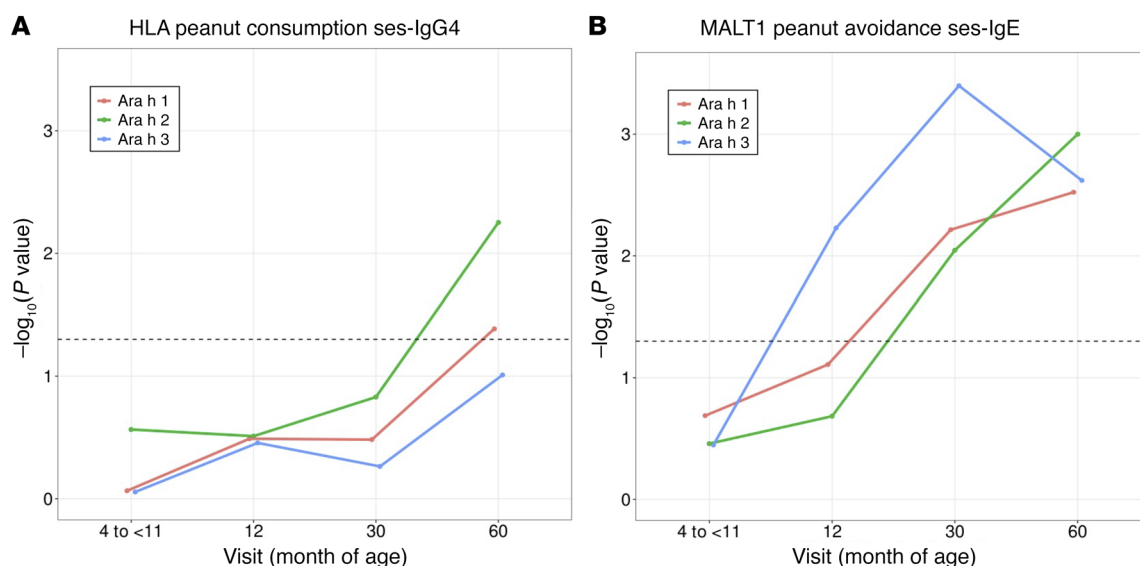 A
HLA peanut consumption ses-IgG4
Ara h 1
Ara h 2
Ara h 3
3
2
1
0
–log10(P value)
4 to <11
12
30
60
Visit (month of age)
B
MALT1 peanut avoidance ses-IgE
Ara h 1
Ara h 2
Ara h 3
3
2
1
0
–log10(P value)
4 to <11
12
30
60
Visit (month of age)